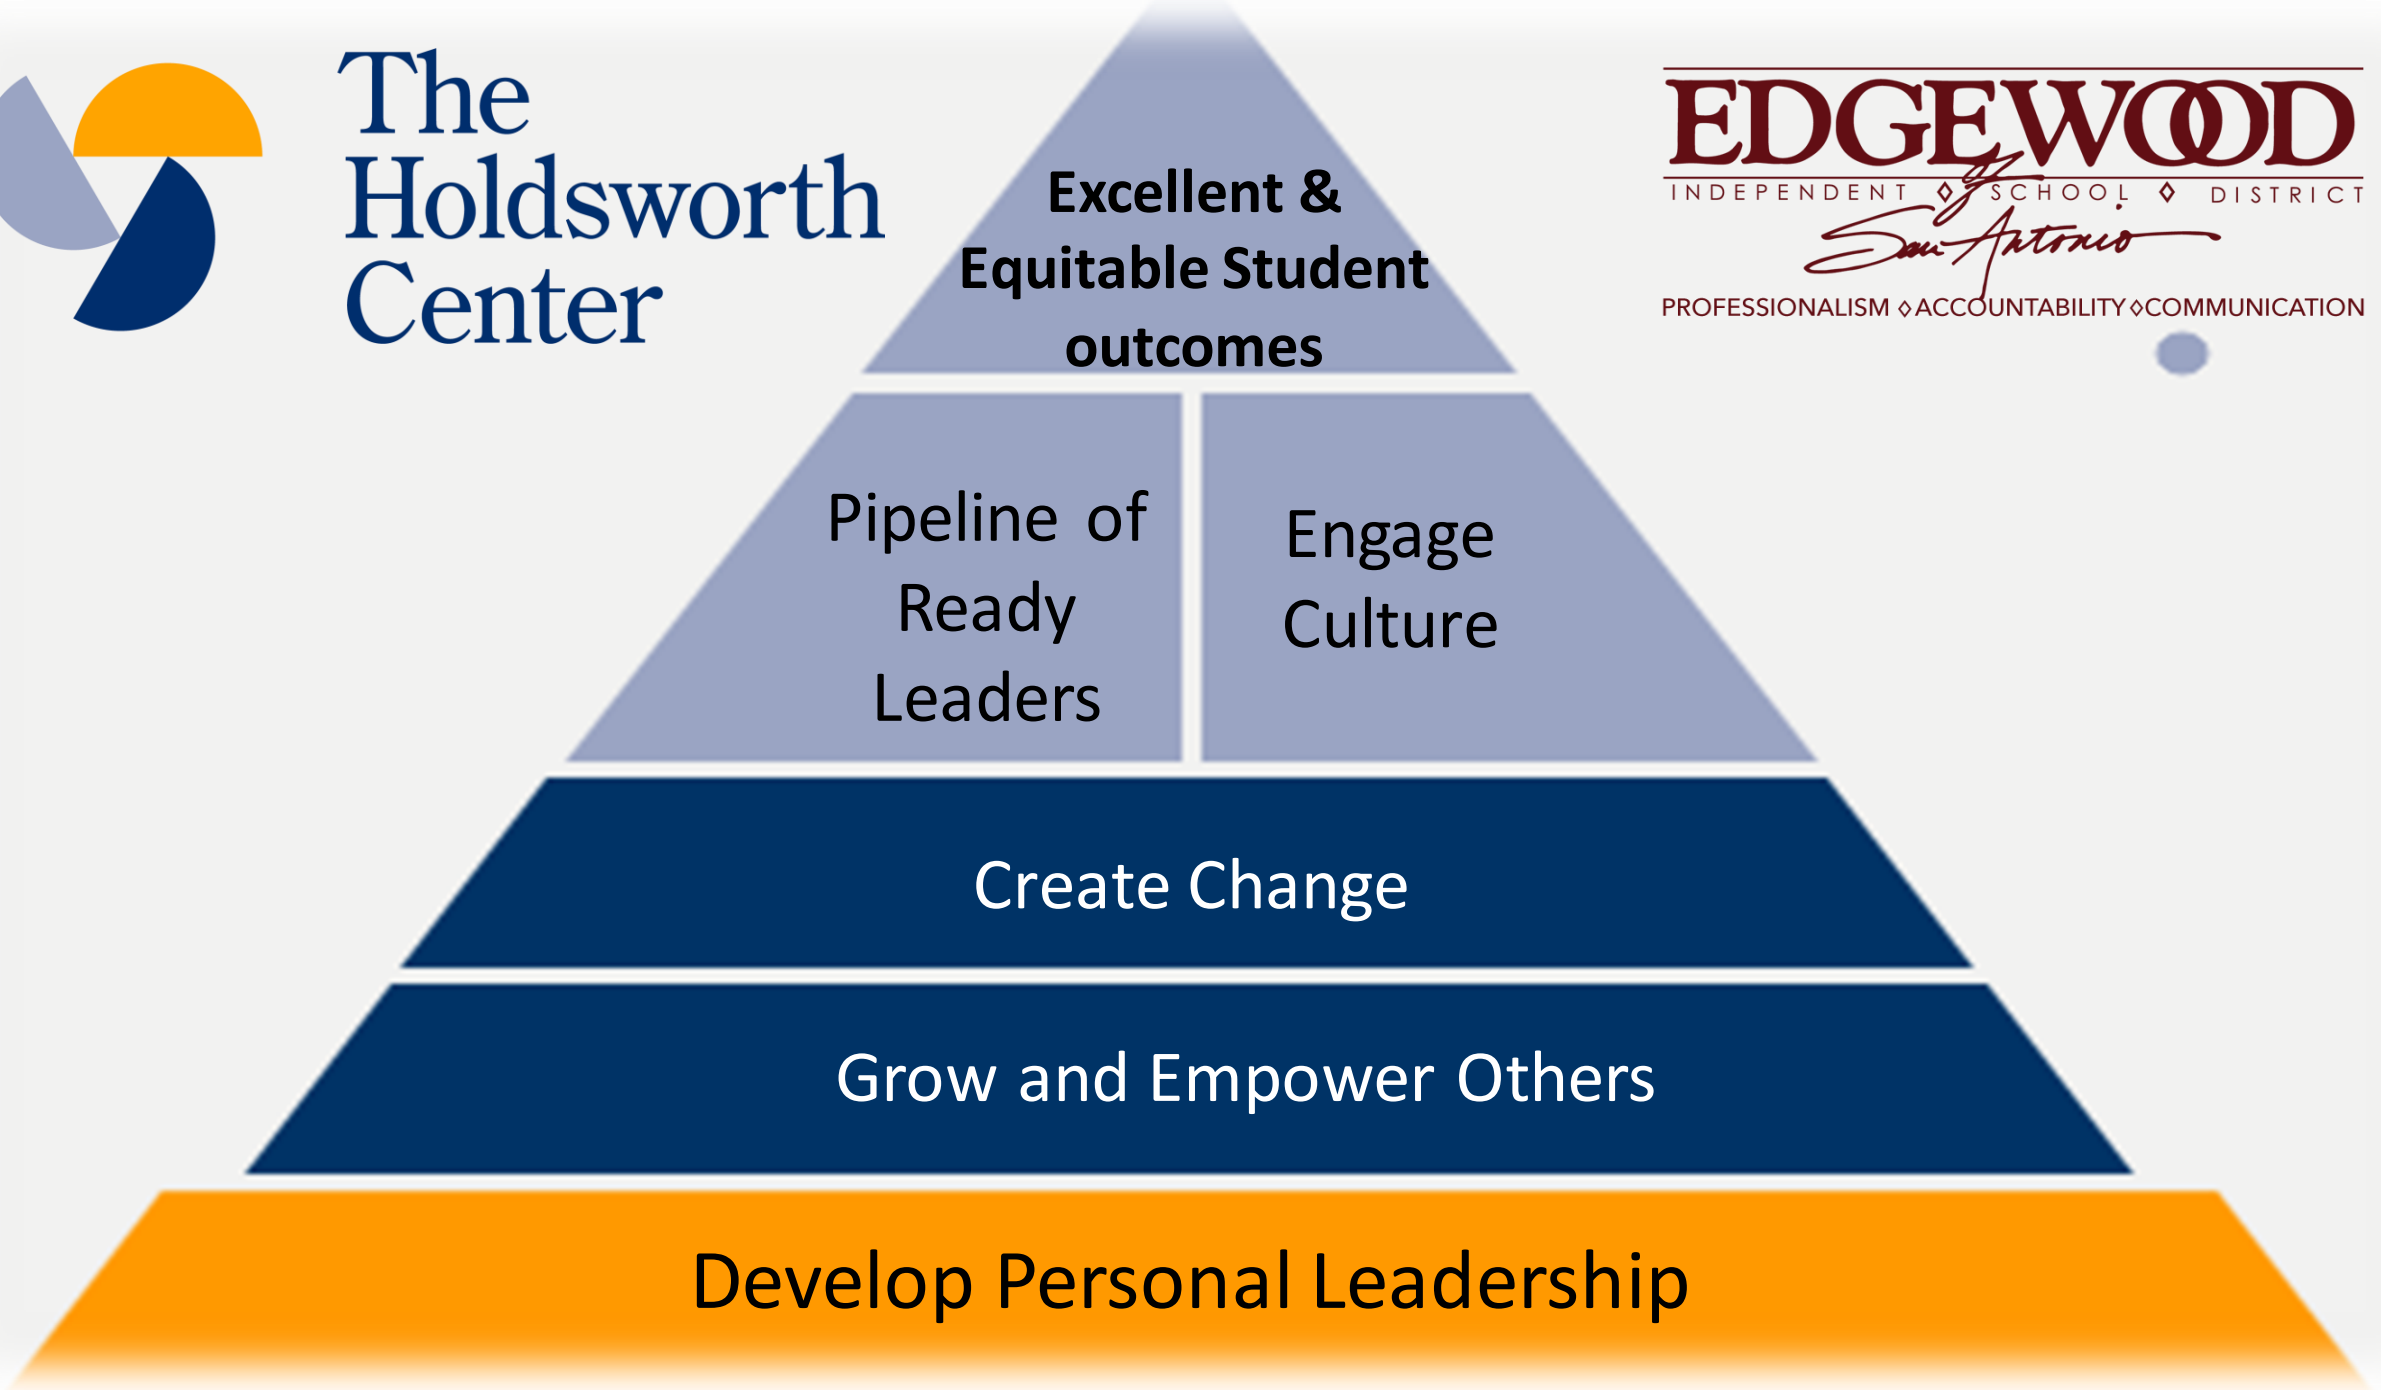 The
Holdsworth
Center
EDGEWOOD
INDEPENDENT ◊ SCHOOL ◊ DISTRICT
of
San Antonio
PROFESSIONALISM ◊ ACCOUNTABILITY ◊ COMMUNICATION
Excellent &
Equitable Student
outcomes
Pipeline of
Ready
Leaders
Engage
Culture
Create Change
Grow and Empower Others
Develop Personal Leadership